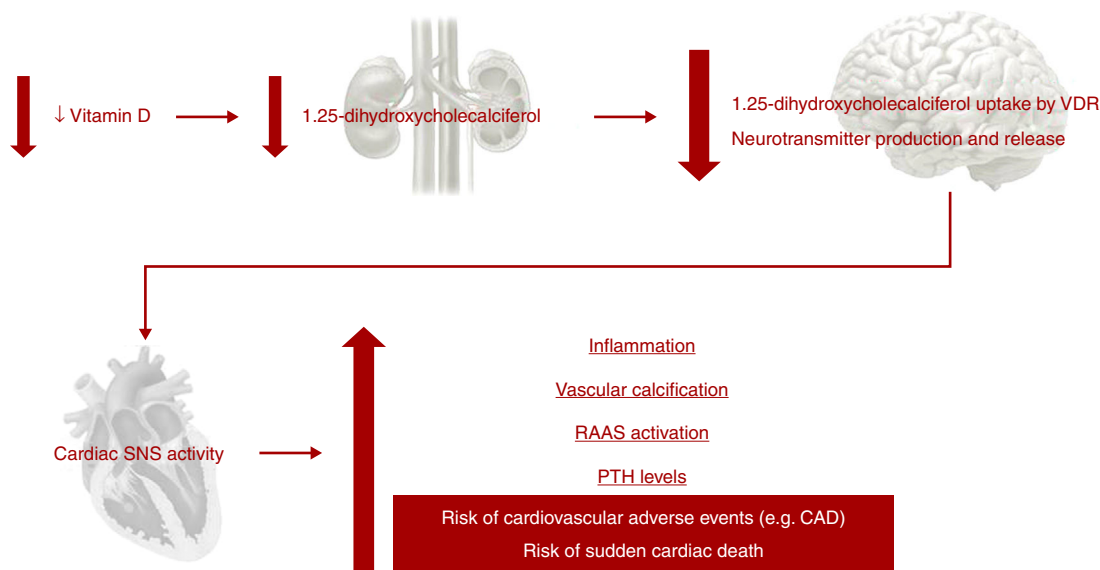 ↓ Vitamin D
1.25-dihydroxycholecalciferol
1.25-dihydroxycholecalciferol uptake by VDR
Neurotransmitter production and release
Cardiac SNS activity
Inflammation
Vascular calcification
RAAS activation
PTH levels
Risk of cardiovascular adverse events (e.g. CAD)
Risk of sudden cardiac death